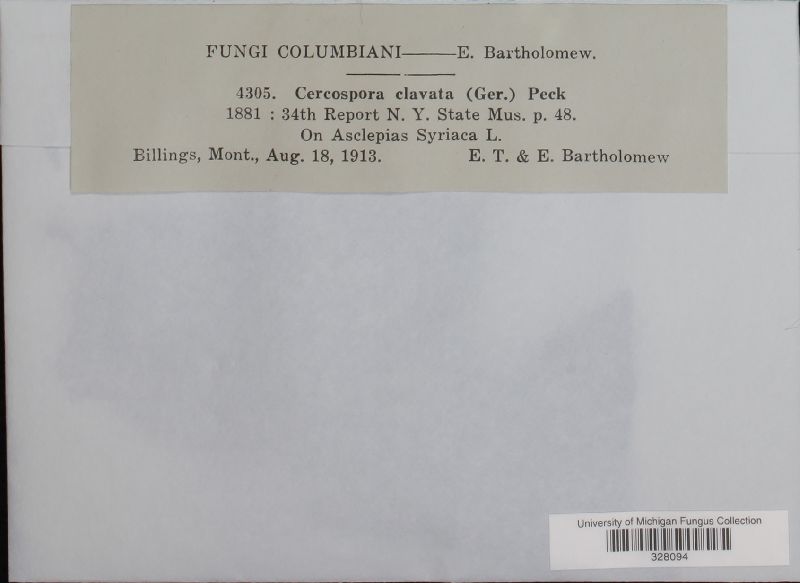 FUNGI COLUMBIANI——E. Bartholomew.
4305. Cercospora clavata (Ger.) Peck
1881 : 34th Report N. Y. State Mus. p. 48.
On Asclepias Syriaca L.
Billings, Mont., Aug. 18, 1913. E. T. & E. Bartholomew
University of Michigan Fungus Collection
328094